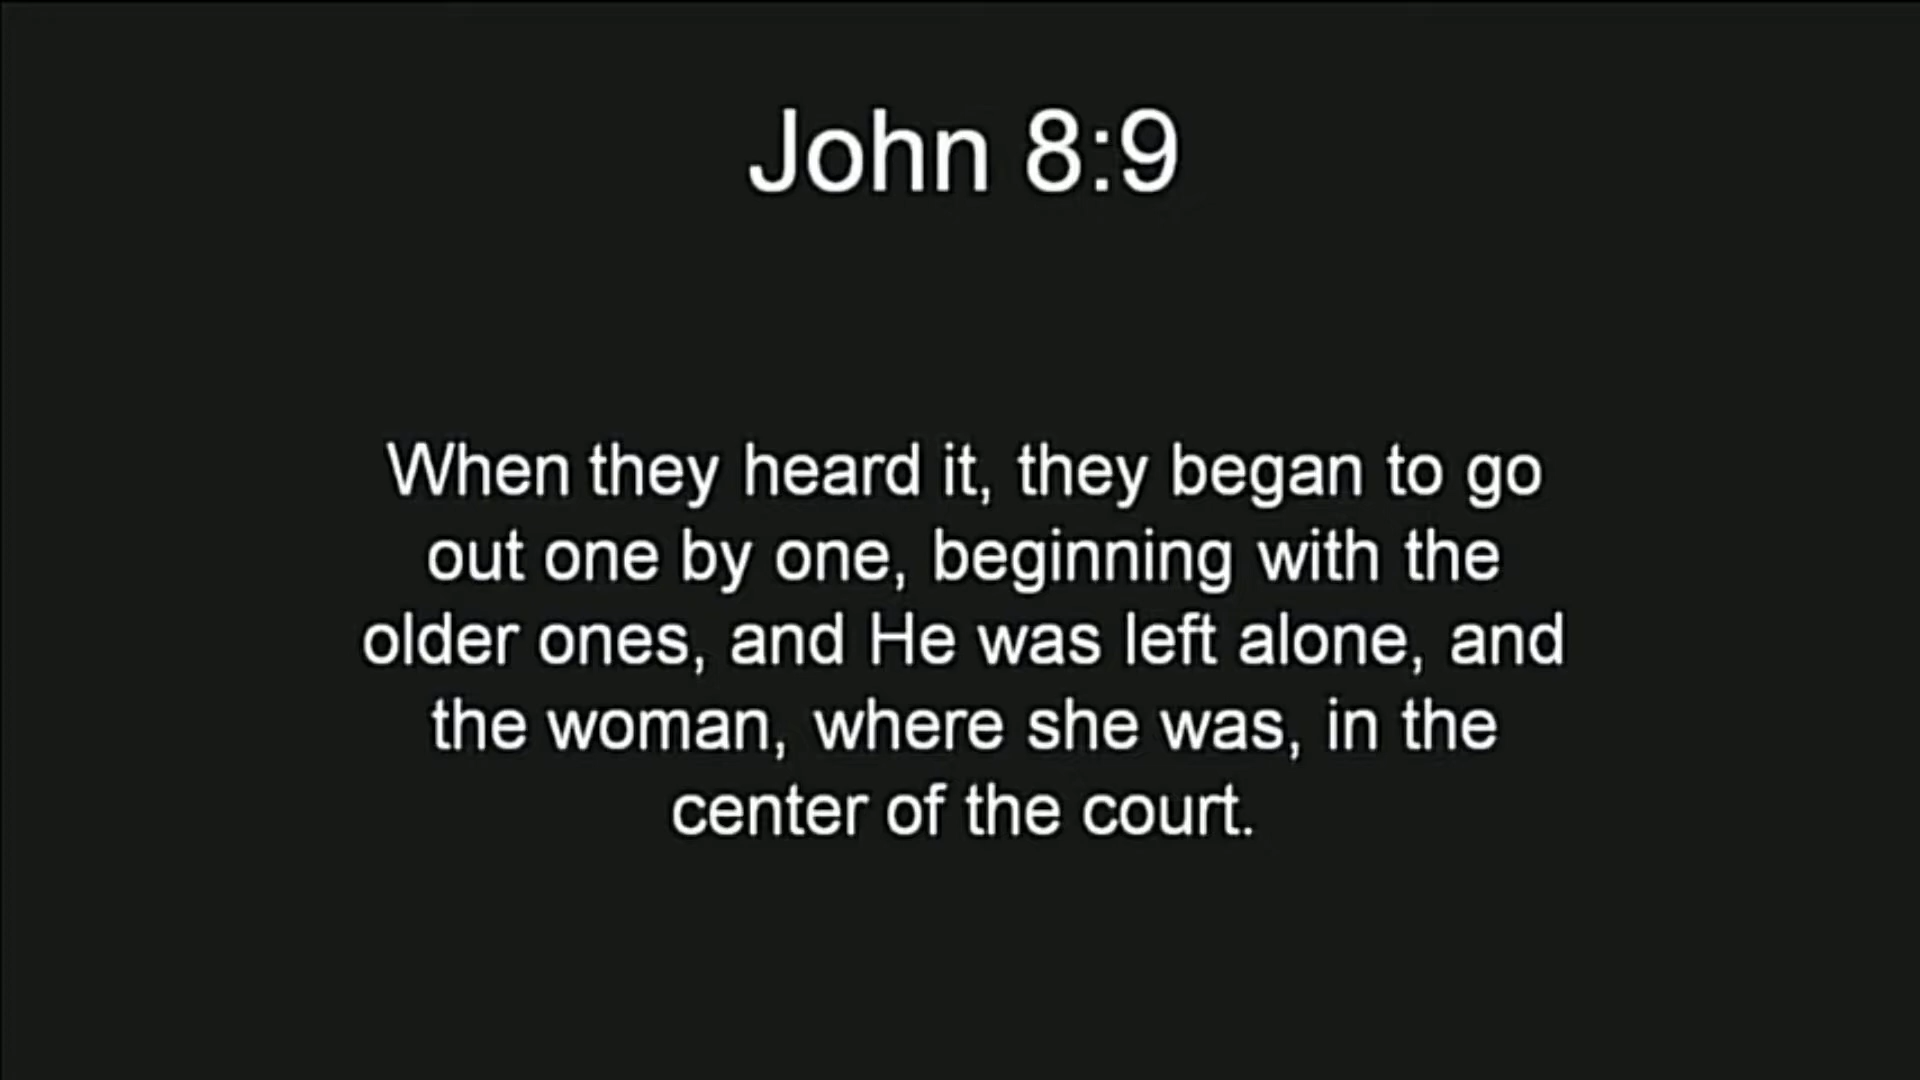 John 8:9
When they heard it, they began to go
out one by one, beginning with the
older ones, and He was left alone, and
the woman, where she was, in the
center of the court.